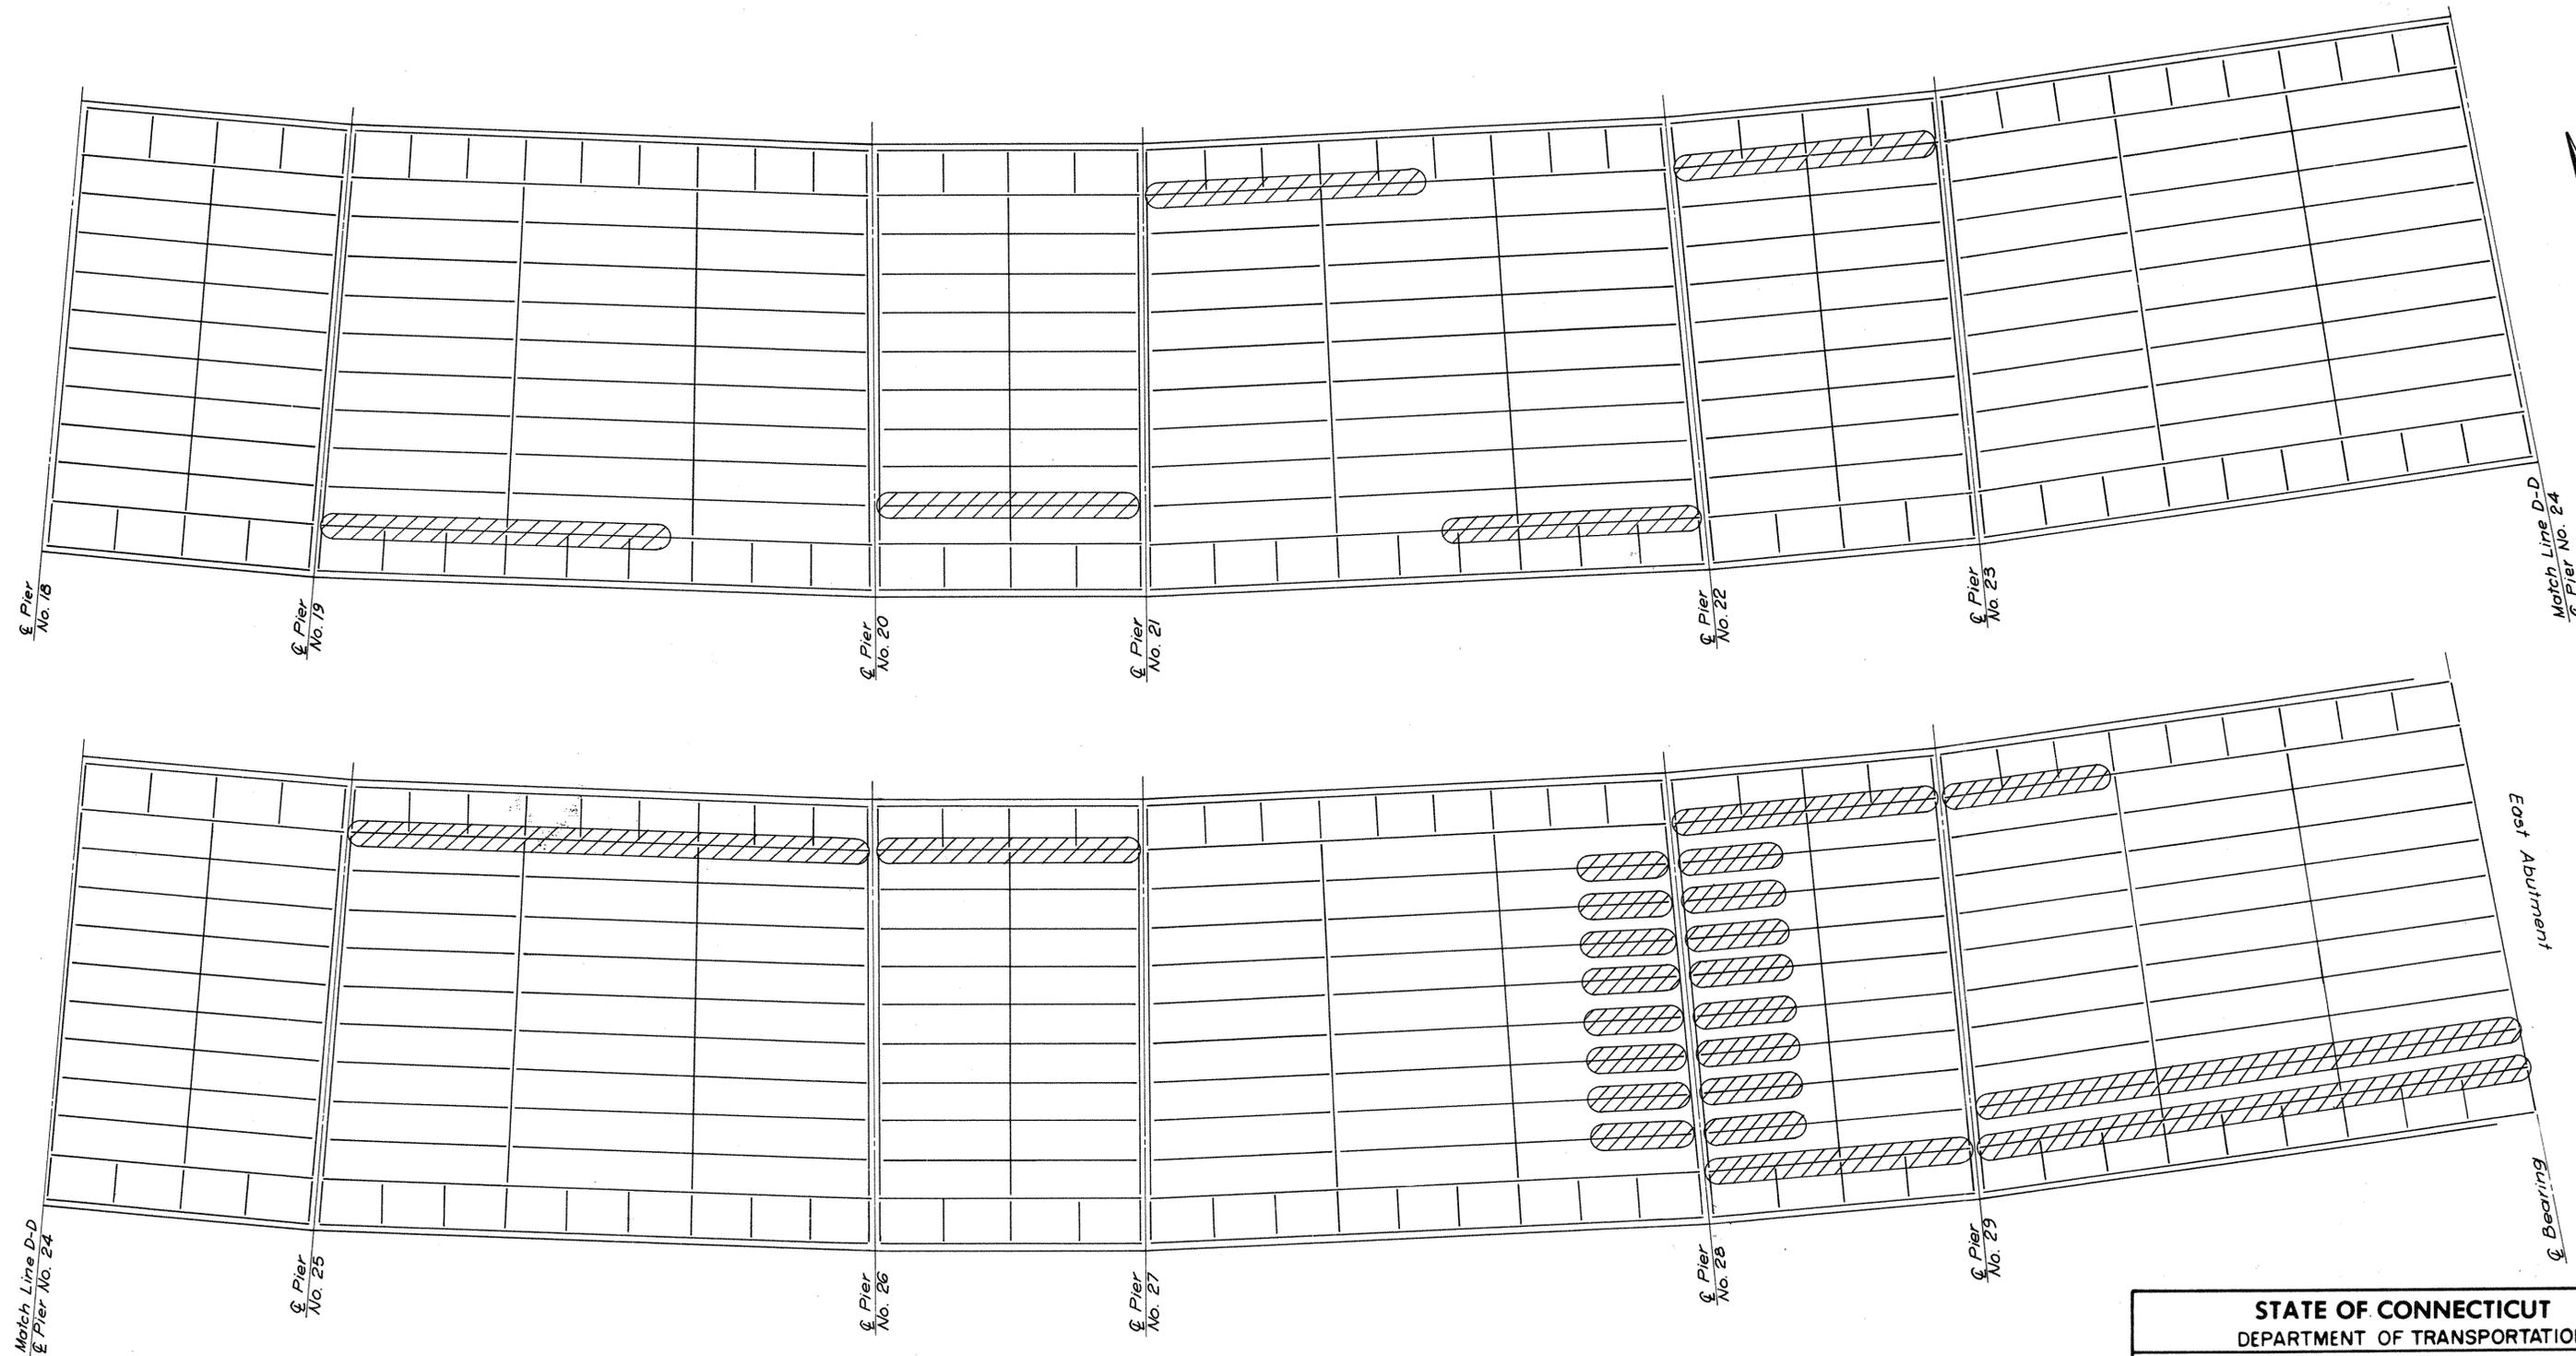 ℄ Pier
No. 18
℄ Pier
No. 19
℄ Pier
No. 20
℄ Pier
No. 21
℄ Pier
No. 22
℄ Pier
No. 23
Match Line D-D
℄ Pier No. 24
East Abutment
Match Line D-D
℄ Pier No. 24
℄ Pier
No. 25
℄ Pier
No. 26
℄ Pier
No. 27
℄ Pier
No. 28
℄ Pier
No. 29
℄ Bearing
STATE OF CONNECTICUT
DEPARTMENT OF TRANSPORTATIO